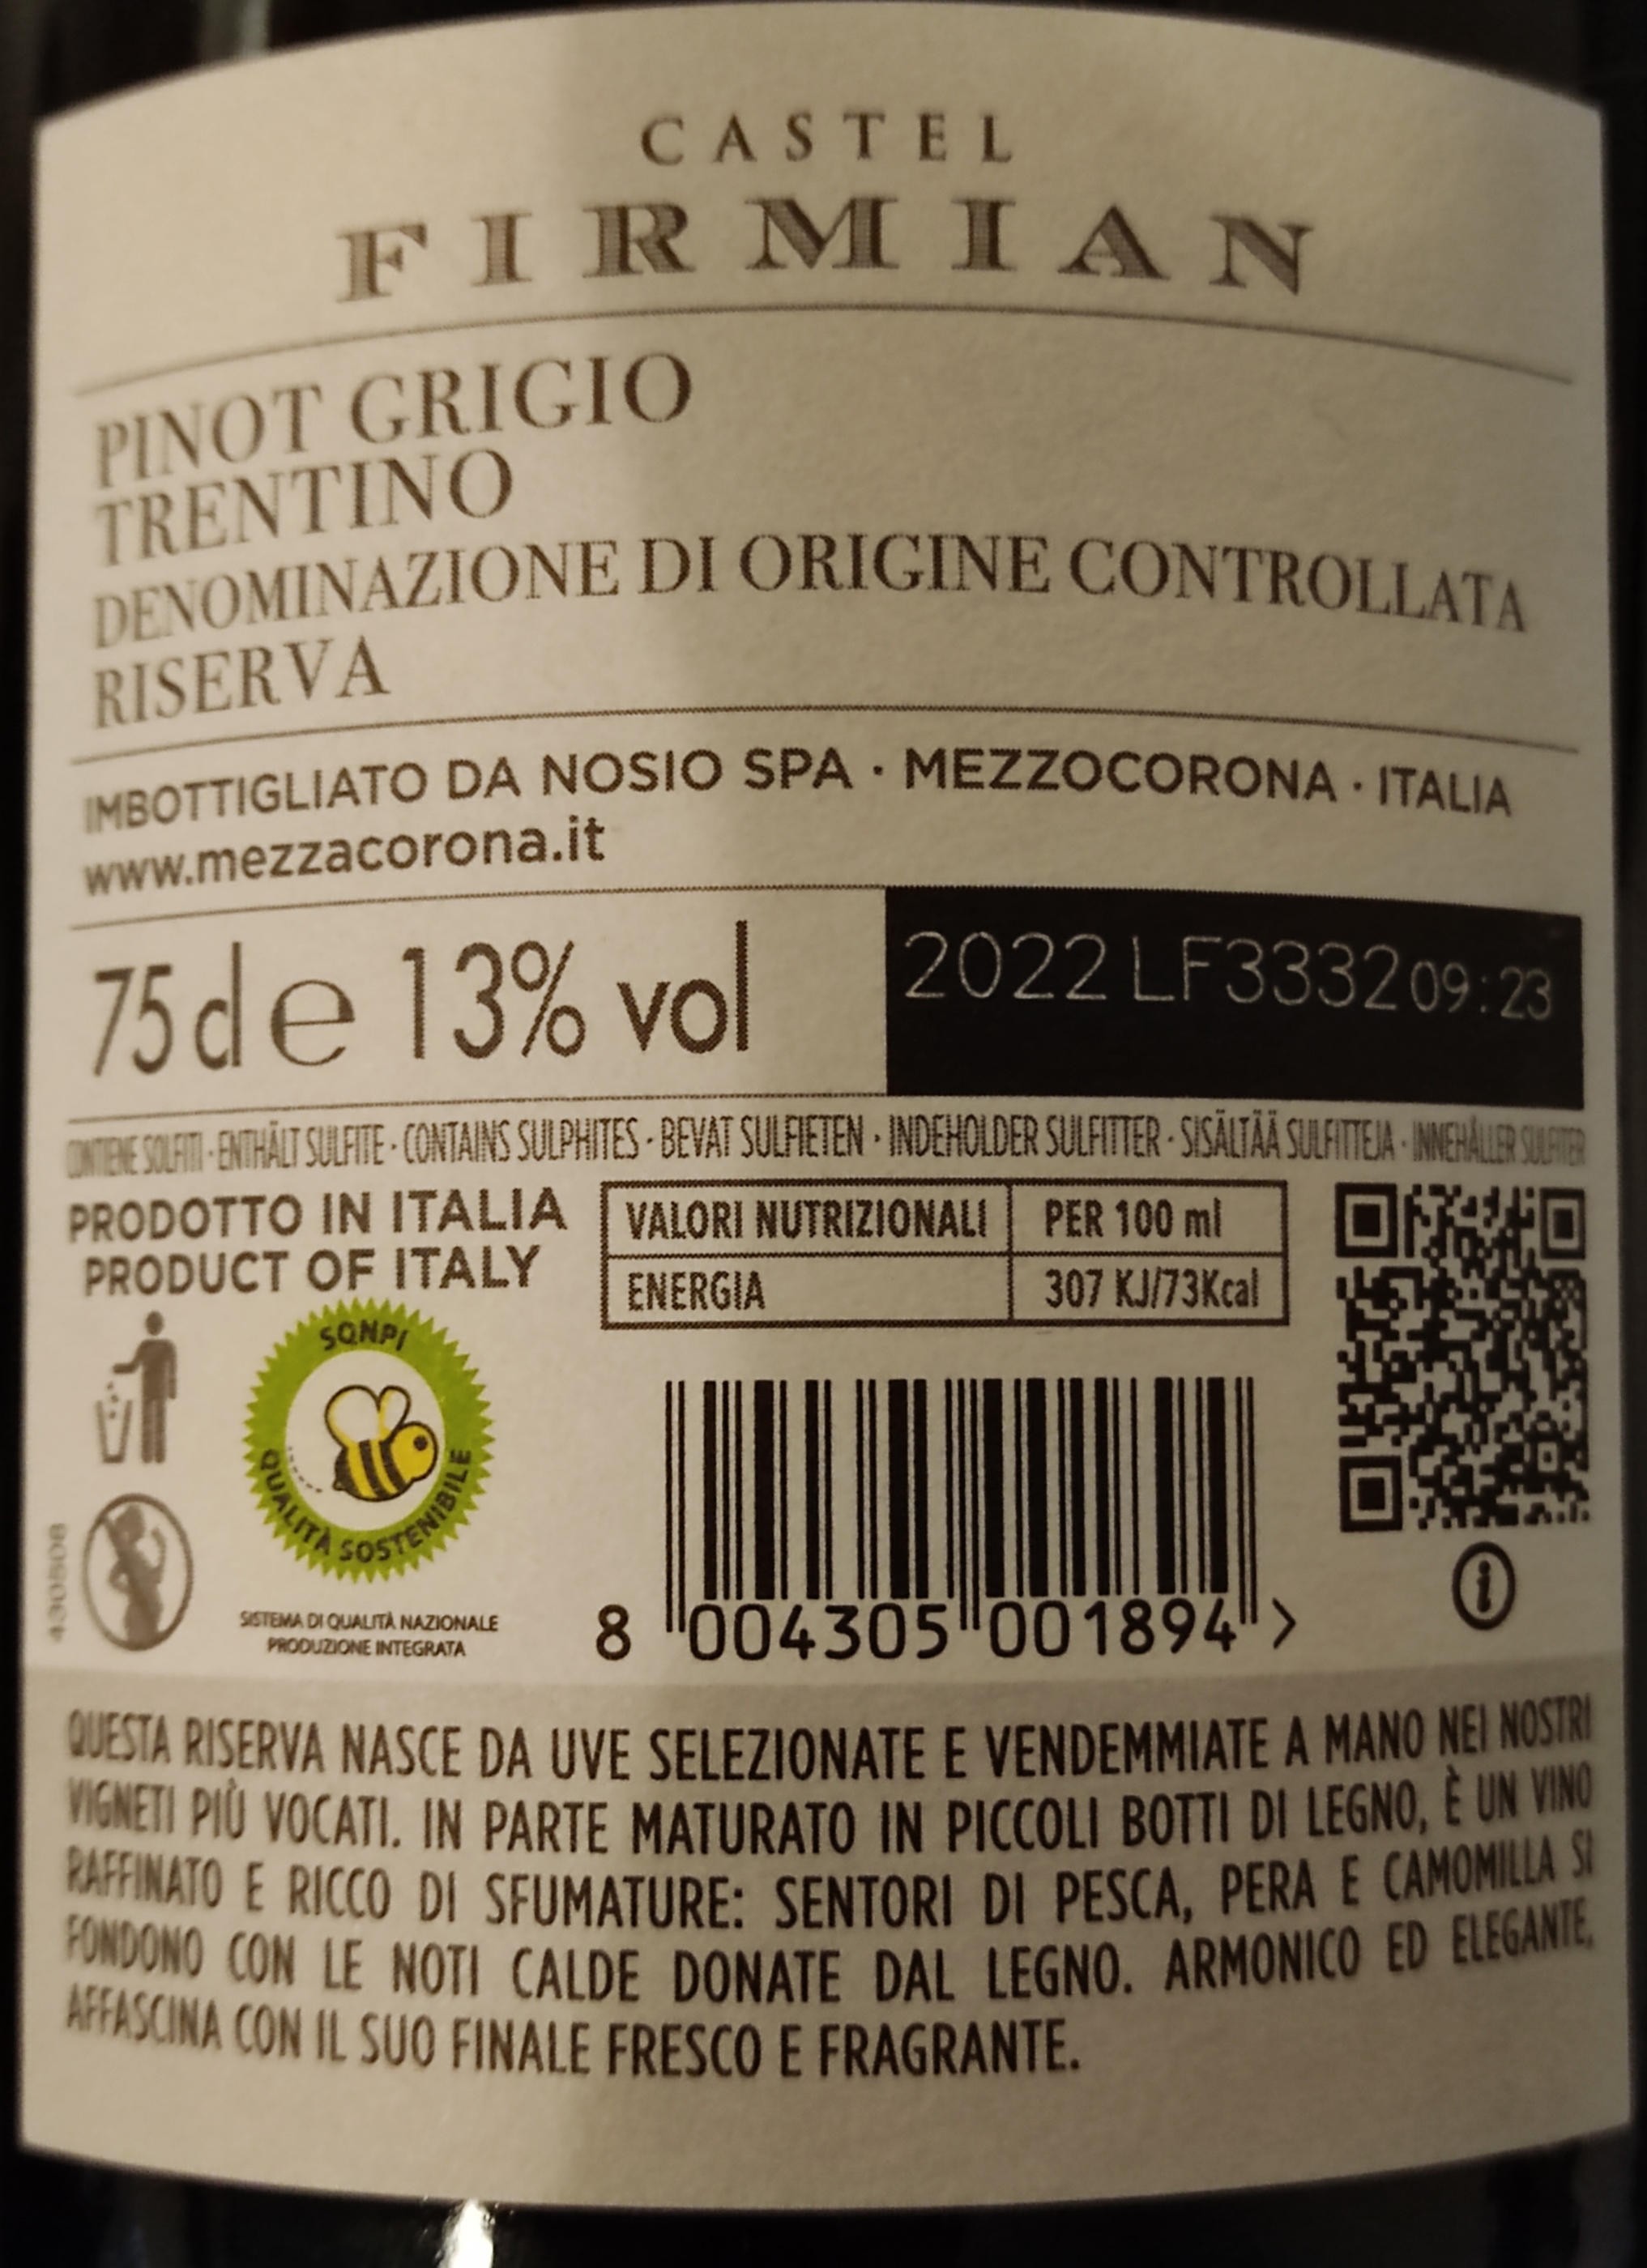 CASTEL
FIRMIAN
PINOT GRIGIO
TRENTINO
DENOMINAZIONE DI ORIGINE CONTROLLATA
RISERVA
IMBOTTIGLIATO DA NOSIO SPA · MEZZOCORONA · ITALIA
www.mezzacorona.it
75cl e 13% vol
2022 LF3332 09:23
CONTIENE SOLFITI · ENTHÄLT SULFITE · CONTAINS SULPHITES · BEVAT SULFIETEN · INDEHOLDER SULFITTER · SISÄLTÄÄ SULFIITTEJA · INNEHÅLLER SULFITER
PRODOTTO IN ITALIA
PRODUCT OF ITALY
VALORI NUTRIZIONALI PER 100 ml
ENERGIA 307 KJ/73Kcal
SQNPI
QUALITÀ SOSTENIBILE
SISTEMA DI QUALITÀ NAZIONALE
PRODUZIONE INTEGRATA
8 004305 001894 >
i
QUESTA RISERVA NASCE DA UVE SELEZIONATE E VENDEMMIATE A MANO NEI NOSTRI
VIGNETI PIÙ VOCATI. IN PARTE MATURATO IN PICCOLI BOTTI DI LEGNO, È UN VINO
RAFFINATO E RICCO DI SFUMATURE: SENTORI DI PESCA, PERA E CAMOMILLA SI
FONDONO CON LE NOTI CALDE DONATE DAL LEGNO. ARMONICO ED ELEGANTE,
AFFASCINA CON IL SUO FINALE FRESCO E FRAGRANTE.